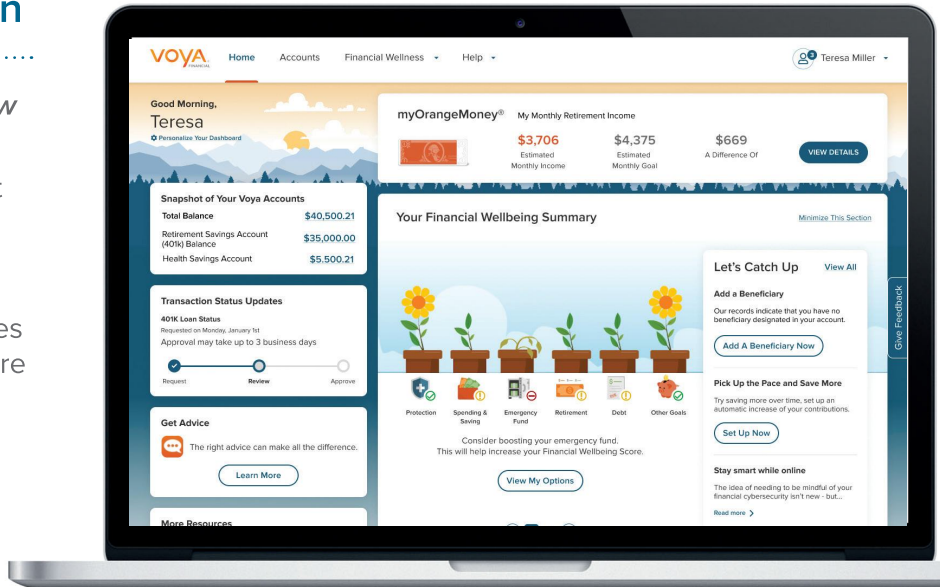 n
w
t
es
re
VOYA
FINANCIAL
Home
Accounts
Financial Wellness
Help
3
Teresa Miller
Good Morning,
Teresa
Personalize Your Dashboard
myOrangeMoney®
My Monthly Retirement Income
$3,706
Estimated
Monthly Income
$4,375
Estimated
Monthly Goal
$669
A Difference Of
VIEW DETAILS
Snapshot of Your Voya Accounts
Total Balance $40,500.21
Retirement Savings Account
(401k) Balance
$35,000.00
Health Savings Account $5.500.21
Transaction Status Updates
401K Loan Status
Requested on Monday, January 1st
Approval may take up to 3 business days
Request Review Approve
Get Advice
The right advice can make all the difference.
Learn More
More Resources
Your Financial Wellbeing Summary
Minimize This Section
Protection
Spending &
Saving
Emergency
Fund
Retirement
Debt
Other Goals
Consider boosting your emergency fund.
This will help increase your Financial Wellbeing Score.
View My Options
Let's Catch Up
View All
Add a Beneficiary
Our records indicate that you have no
beneficiary designated in your account.
Add A Beneficiary Now
Pick Up the Pace and Save More
Try saving more over time, set up an
automatic increase of your contributions.
Set Up Now
Stay smart while online
The idea of needing to be mindful of your
financial cybersecurity isn't new - but...
Read more
Give Feedback